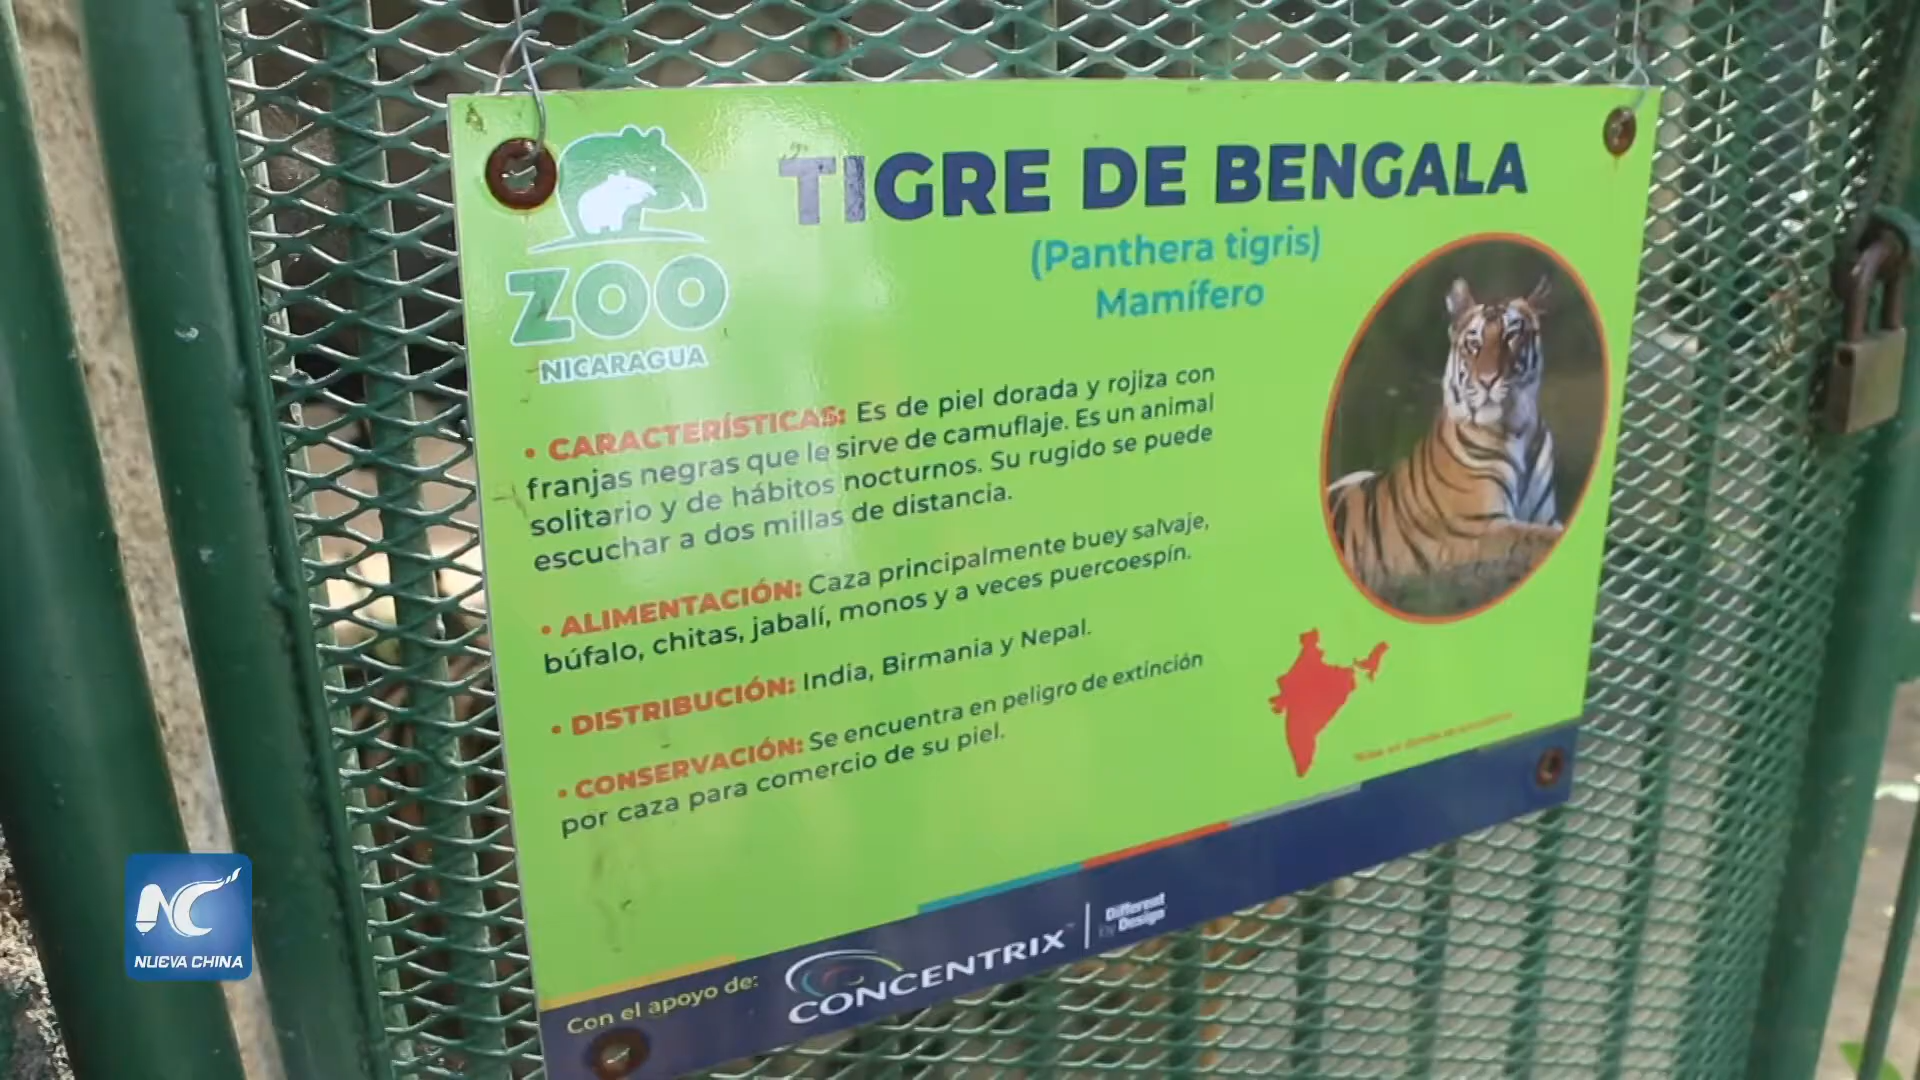 TIGRE DE BENGALA
(Panthera tigris)
Mamífero
ZOO
NICARAGUA
• CARACTERÍSTICAS: Es de piel dorada y rojiza con
franjas negras que le sirve de camuflaje. Es un animal
solitario y de hábitos nocturnos. Su rugido se puede
escuchar a dos millas de distancia.
• ALIMENTACIÓN: Caza principalmente buey salvaje,
búfalo, chitas, jabalí, monos y a veces puercoespín.
• DISTRIBUCIÓN: India, Birmania y Nepal.
• CONSERVACIÓN: Se encuentra en peligro de extinción
por caza para comercio de su piel.
Con el apoyo de:
CONCENTRIX™
Different
by Design
NC
NUEVA CHINA